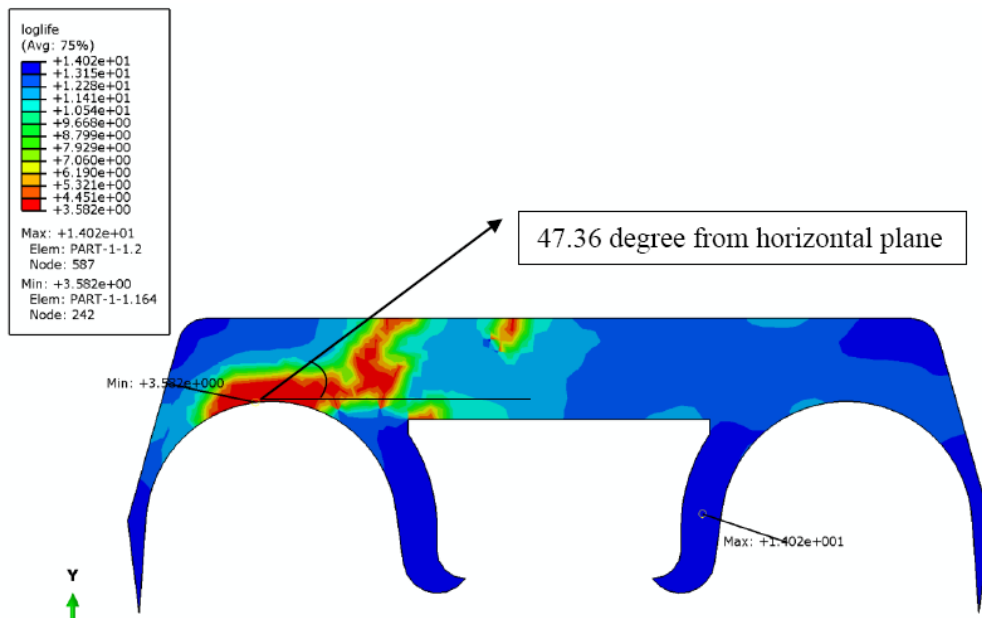 loglife
(Avg: 75%)
+1.402e+01
+1.315e+01
+1.228e+01
+1.141e+01
+1.054e+01
+9.668e+00
+8.799e+00
+7.929e+00
+7.060e+00
+6.190e+00
+5.321e+00
+4.451e+00
+3.582e+00
Max: +1.402e+01
Elem: PART-1-1.2
Node: 587
Min: +3.582e+00
Elem: PART-1-1.164
Node: 242
47.36 degree from horizontal plane
Min: +3.582e+000
Max: +1.402e+001
Y